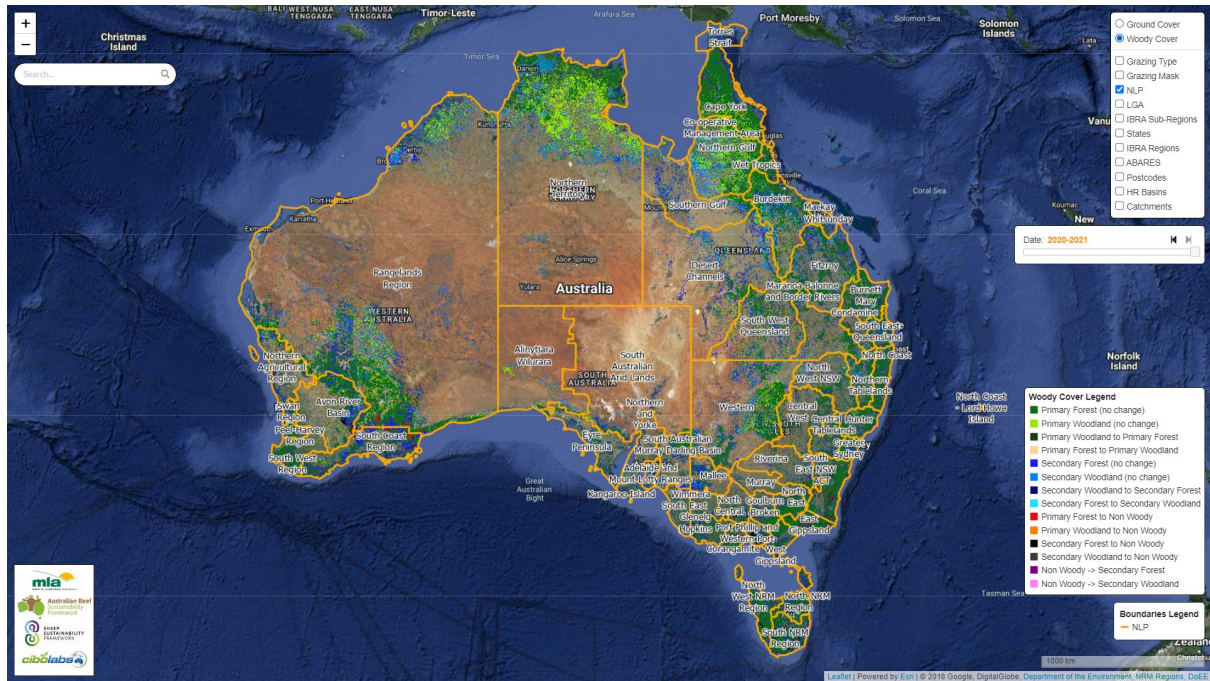 BALI WEST NUSA
TENGGARA
EAST NUSA
TENGGARA
Timor-Leste
Arafura Sea
Port Moresby
Solomon Sea
Solomon
Islands
Christmas
Island
Lata
+
−
Search...
Ground Cover
Woody Cover
Grazing Type
Grazing Mask
NLP
LGA
IBRA Sub-Regions
States
IBRA Regions
ABARES
Postcodes
HR Basins
Catchments
Date: 2020-2021
Timor Sea
Darwin
Torres
Strait
Cape York
Co-operative
Management Area
Northern Gulf
Wet Tropics
Derby
Port Hedland
Karratha
Exmouth
Northern
Territory
Southern Gulf
Burdekin
Mackay
Whitsunday
Coral Sea
Koumac
New
Rangelands
Region
WESTERN
AUSTRALIA
Alice Springs
Yulara
Australia
QUEENSLAND
Desert
Channels
Fitzroy
Maranoa Balonne
and Border Rivers
Burnett
Mary
Condamine
South West
Queensland
South East
Queensland
North Coast
Alinytjara
Wilurara
South
Australian
Arid Lands
SOUTH
AUSTRALIA
North
West NSW
Northern
Tablelands
Norfolk
Island
North Coast
- Lord Howe
Island
Northern
Agricultural
Region
Swan
Region
Avon River
Basin
Peel-Harvey
Region
South Coast
Region
South West
Region
Northern
and
Yorke
Western
Central
West
Central
Tablelands
Hunter
Greater
Sydney
Eyre
Peninsula
South Australian
Murray Darling Basin
Adelaide and
Mount Lofty Ranges
Kangaroo Island
Riverina
South
East NSW
ACT
Mallee
Murray
Wimmera
North
Central
Goulburn
Broken
North
East
South East
Glenelg
Hopkins
Port Phillip and
Western Port
Corangamite
West
Gippsland
East
Gippsland
Great
Australian
Bight
North
West NRM
Region
North NRM
Region
South NRM
Region
Tasman Sea
Woody Cover Legend
Primary Forest (no change)
Primary Woodland (no change)
Primary Woodland to Primary Forest
Primary Forest to Primary Woodland
Secondary Forest (no change)
Secondary Woodland (no change)
Secondary Woodland to Secondary Forest
Secondary Forest to Secondary Woodland
Primary Forest to Non Woody
Primary Woodland to Non Woody
Secondary Forest to Non Woody
Secondary Woodland to Non Woody
Non Woody -> Secondary Forest
Non Woody -> Secondary Woodland
Boundaries Legend
NLP
mla
Australian Beef
Sustainability
Framework
SHEEP
SUSTAINABILITY
FRAMEWORK
cibolabs
1000 km
Leaflet | Powered by Esri | © 2018 Google, DigitalGlobe, Department of the Environment, NRM Regions, DoEE